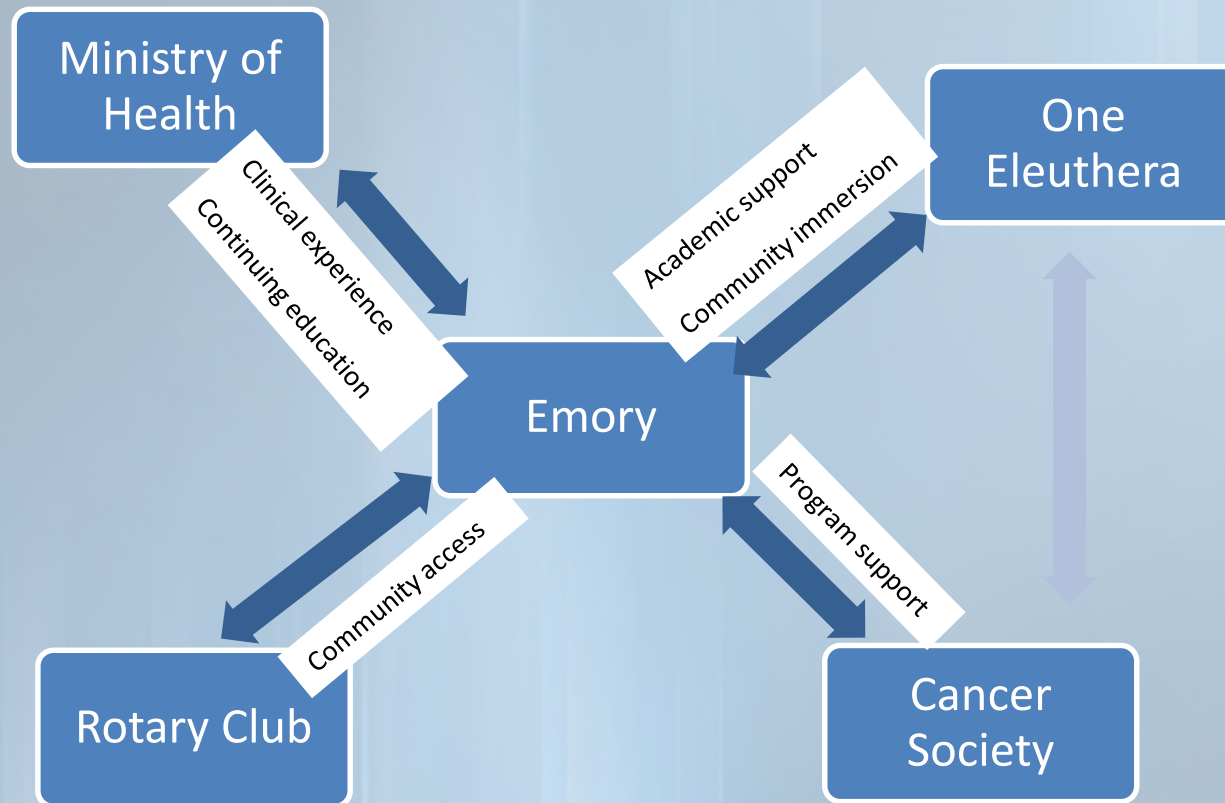 Ministry of
Health
One
Eleuthera
Clinical experience
Continuing education
Academic support
Community immersion
Emory
Community access
Program support
Rotary Club
Cancer
Society